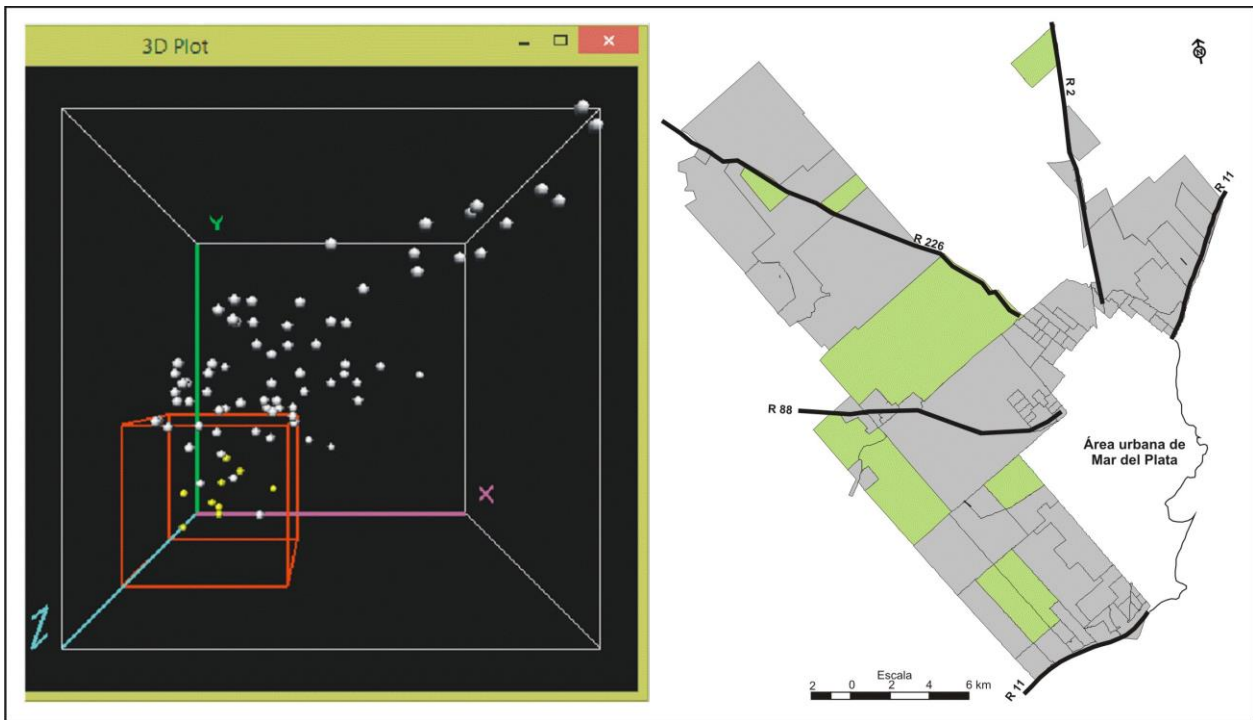 3D Plot
Y
X
Z
R 2
R 11
R 226
R 88
Área urbana de
Mar del Plata
R 11
Escala
2 0 2 4 6 km